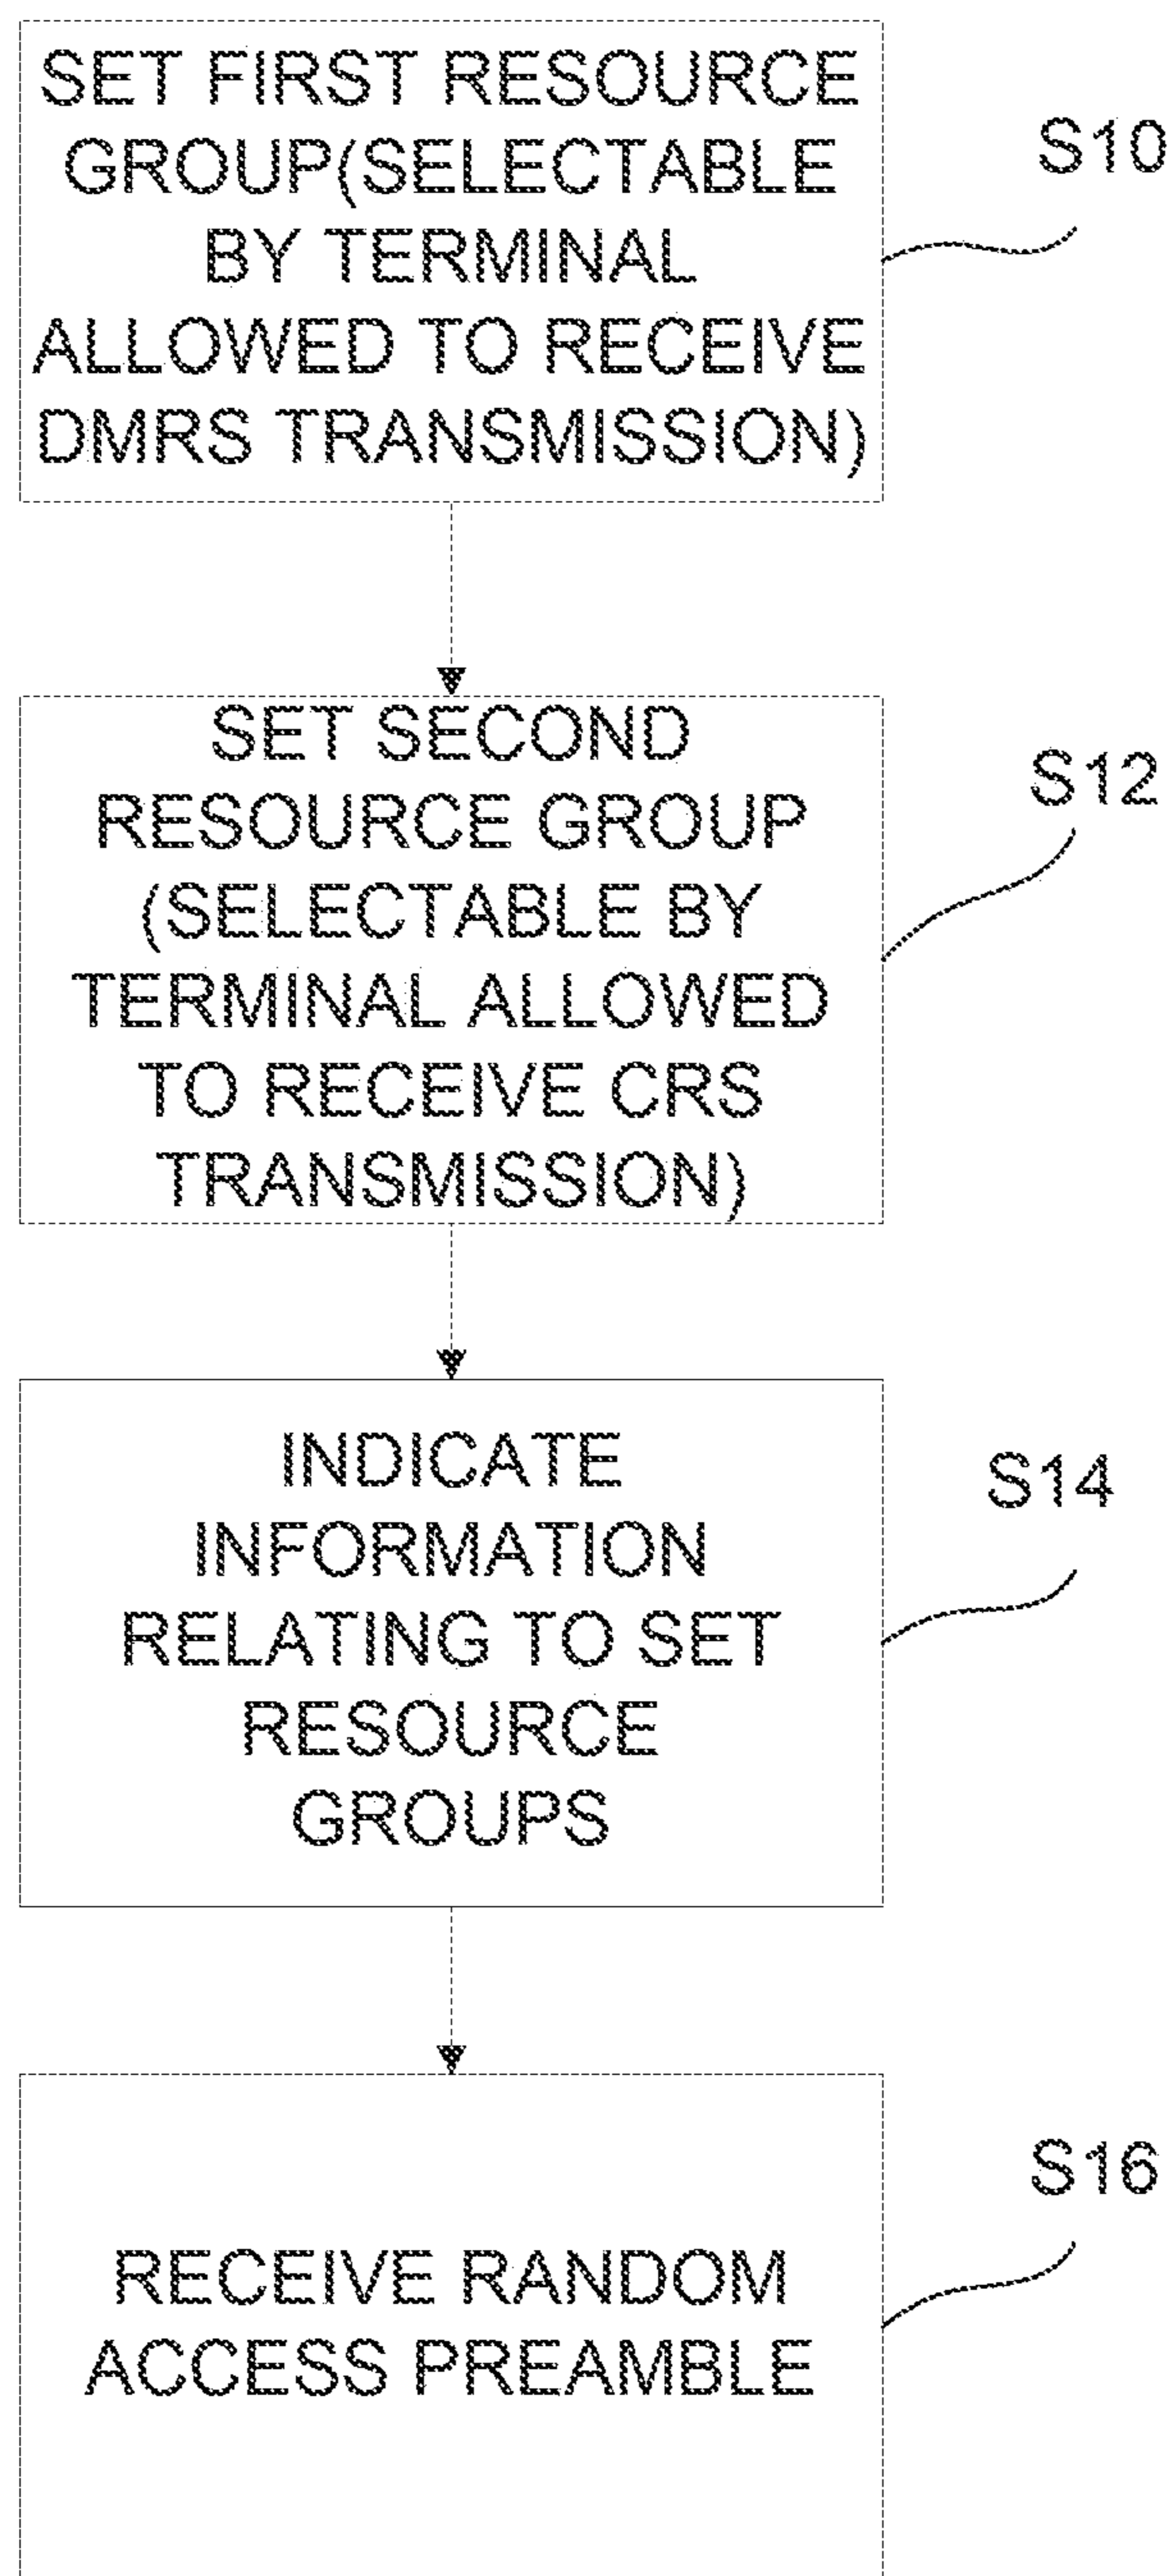 SET FIRST RESOURCE
GROUP(SELECTABLE
BY TERMINAL
ALLOWED TO RECEIVE
DMRS TRANSMISSION)
S10
SET SECOND
RESOURCE GROUP
(SELECTABLE BY
TERMINAL ALLOWED
TO RECEIVE CRS
TRANSMISSION)
S12
INDICATE
INFORMATION
RELATING TO SET
RESOURCE
GROUPS
S14
RECEIVE RANDOM
ACCESS PREAMBLE
S16